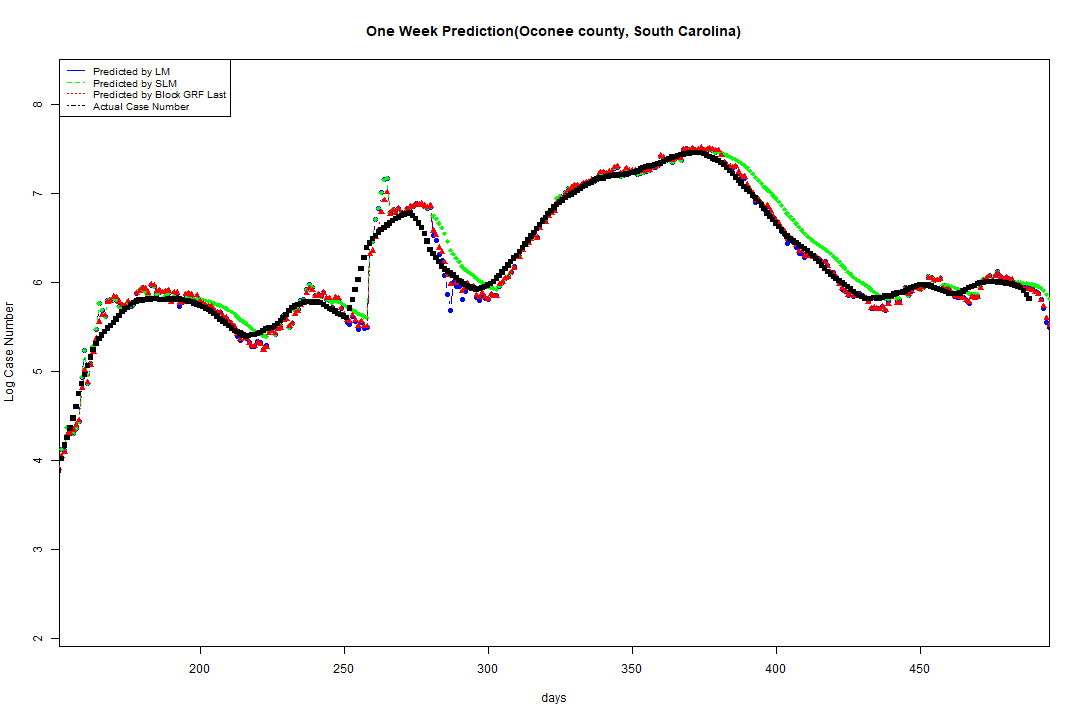 One Week Prediction(Oconee county, South Carolina)
Predicted by LM
Predicted by SLM
Predicted by Block GRF Last
Actual Case Number
8
7
6
5
4
3
2
Log Case Number
200 250 300 350 400 450
days